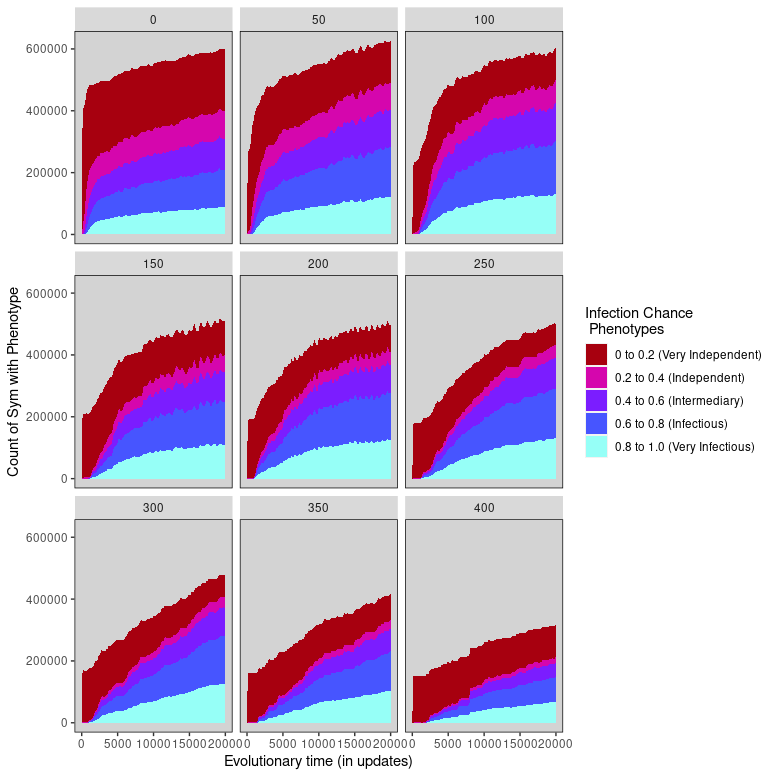 0 50 100
600000
400000
200000
0
150 200 250
600000
400000
200000
0
300 350 400
600000
400000
200000
0
0 5000 10000 15000 20000 0 5000 10000 15000 20000 0 5000 10000 15000 20000
Evolutionary time (in updates)
Count of Sym with Phenotype
Infection Chance
Phenotypes
0 to 0.2 (Very Independent)
0.2 to 0.4 (Independent)
0.4 to 0.6 (Intermediary)
0.6 to 0.8 (Infectious)
0.8 to 1.0 (Very Infectious)